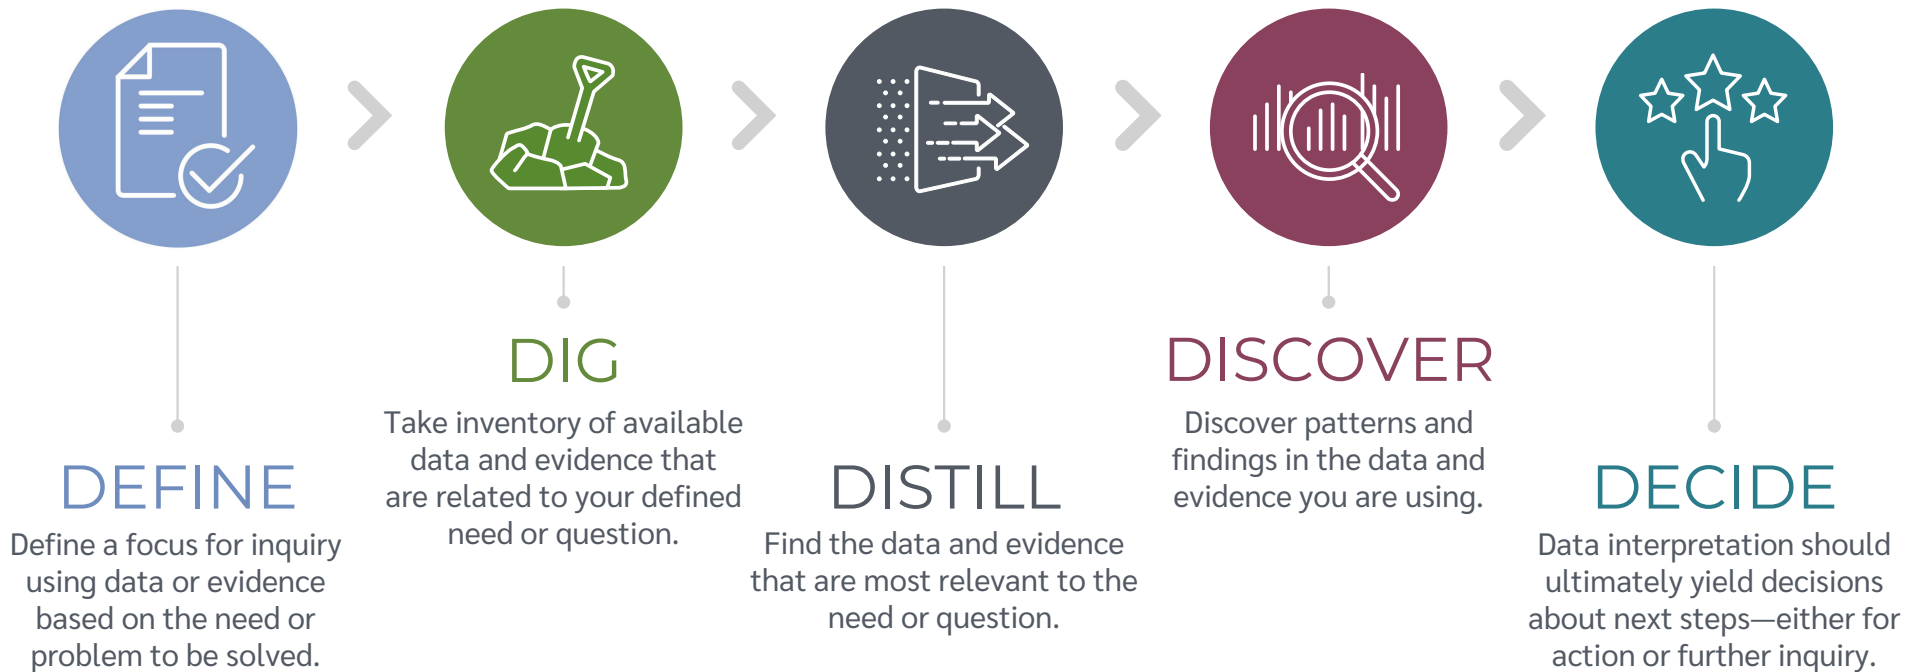 DEFINE
Define a focus for inquiry
using data or evidence
based on the need or
problem to be solved.
DIG
Take inventory of available
data and evidence that
are related to your defined
need or question.
DISTILL
Find the data and evidence
that are most relevant to the
need or question.
DISCOVER
Discover patterns and
findings in the data and
evidence you are using.
DECIDE
Data interpretation should
ultimately yield decisions
about next steps—either for
action or further inquiry.